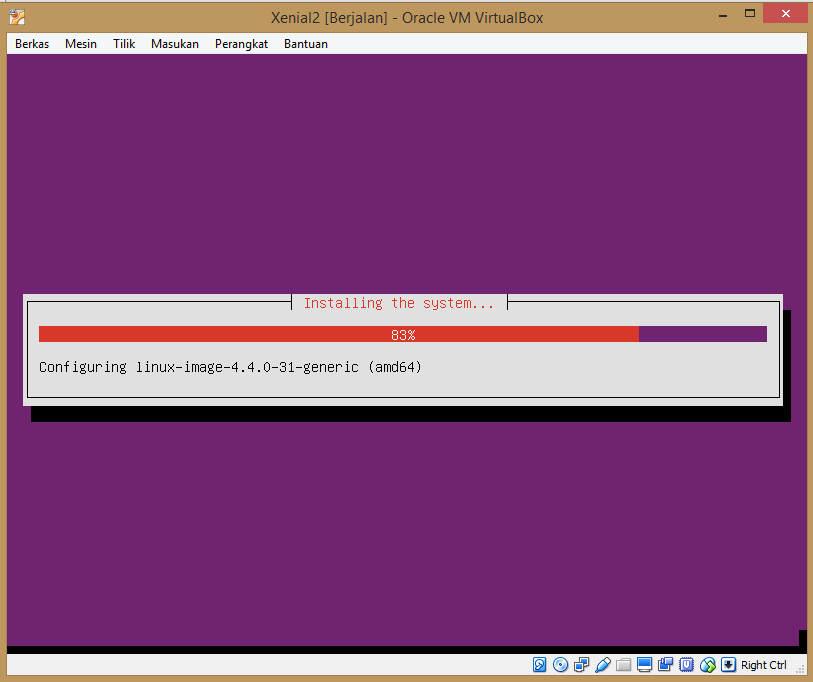 Xenial2 [Berjalan] - Oracle VM VirtualBox
Berkas Mesin Tilik Masukan Perangkat Bantuan
Installing the system...
83%
Configuring linux-image-4.4.0-31-generic (amd64)
Right Ctrl